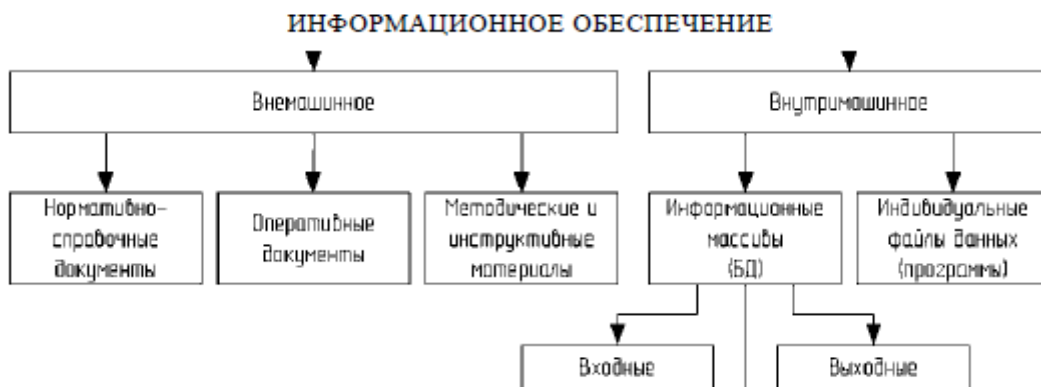 ИНФОРМАЦИОННОЕ ОБЕСПЕЧЕНИЕ
Внемашинное
Внутримашинное
Нормативно-
справочные
документы
Оперативные
документы
Методические и
инструктивные
материалы
Информационные
массивы
(БД)
Индивидуальные
файлы данных
(программы)
Входные
Выходные